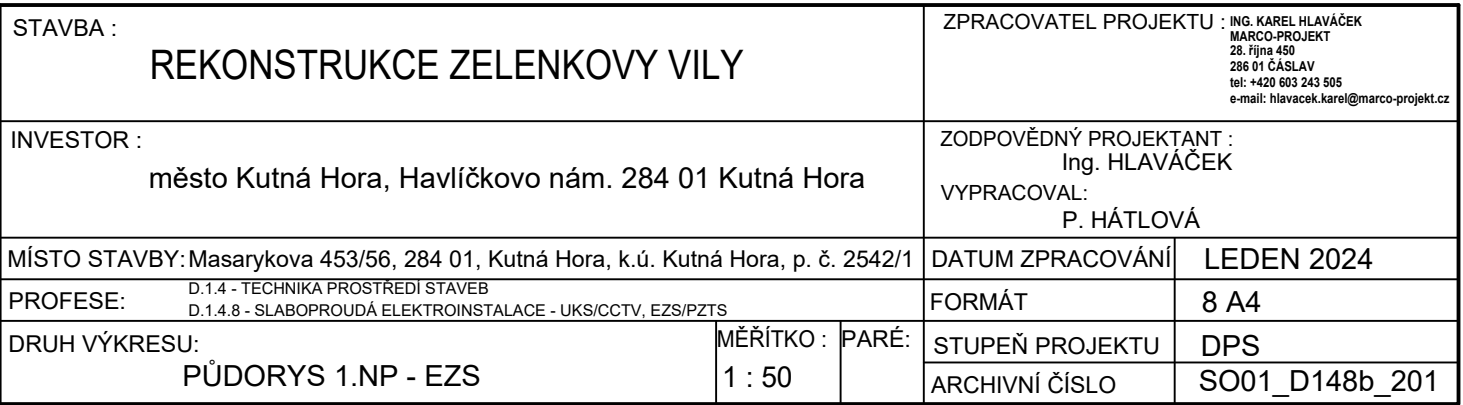 STAVBA :
REKONSTRUKCE ZELENKOVY VILY
ZPRACOVATEL PROJEKTU :
ING. KAREL HLAVÁČEK
MARCO-PROJEKT
28. října 450
286 01 ČÁSLAV
tel: +420 603 243 505
e-mail: hlavacek.karel@marco-projekt.cz
INVESTOR :
město Kutná Hora, Havlíčkovo nám. 284 01 Kutná Hora
ZODPOVĚDNÝ PROJEKTANT :
Ing. HLAVÁČEK
VYPRACOVAL:
P. HÁTLOVÁ
MÍSTO STAVBY: Masarykova 453/56, 284 01, Kutná Hora, k.ú. Kutná Hora, p. č. 2542/1
DATUM ZPRACOVÁNÍ LEDEN 2024
PROFESE:
D.1.4 - TECHNIKA PROSTŘEDÍ STAVEB
D.1.4.8 - SLABOPROUDÁ ELEKTROINSTALACE - UKS/CCTV, EZS/PZTS
FORMÁT 8 A4
DRUH VÝKRESU:
PŮDORYS 1.NP - EZS
MĚŘÍTKO :
1 : 50
PARÉ:
STUPEŇ PROJEKTU DPS
ARCHIVNÍ ČÍSLO SO01_D148b_201